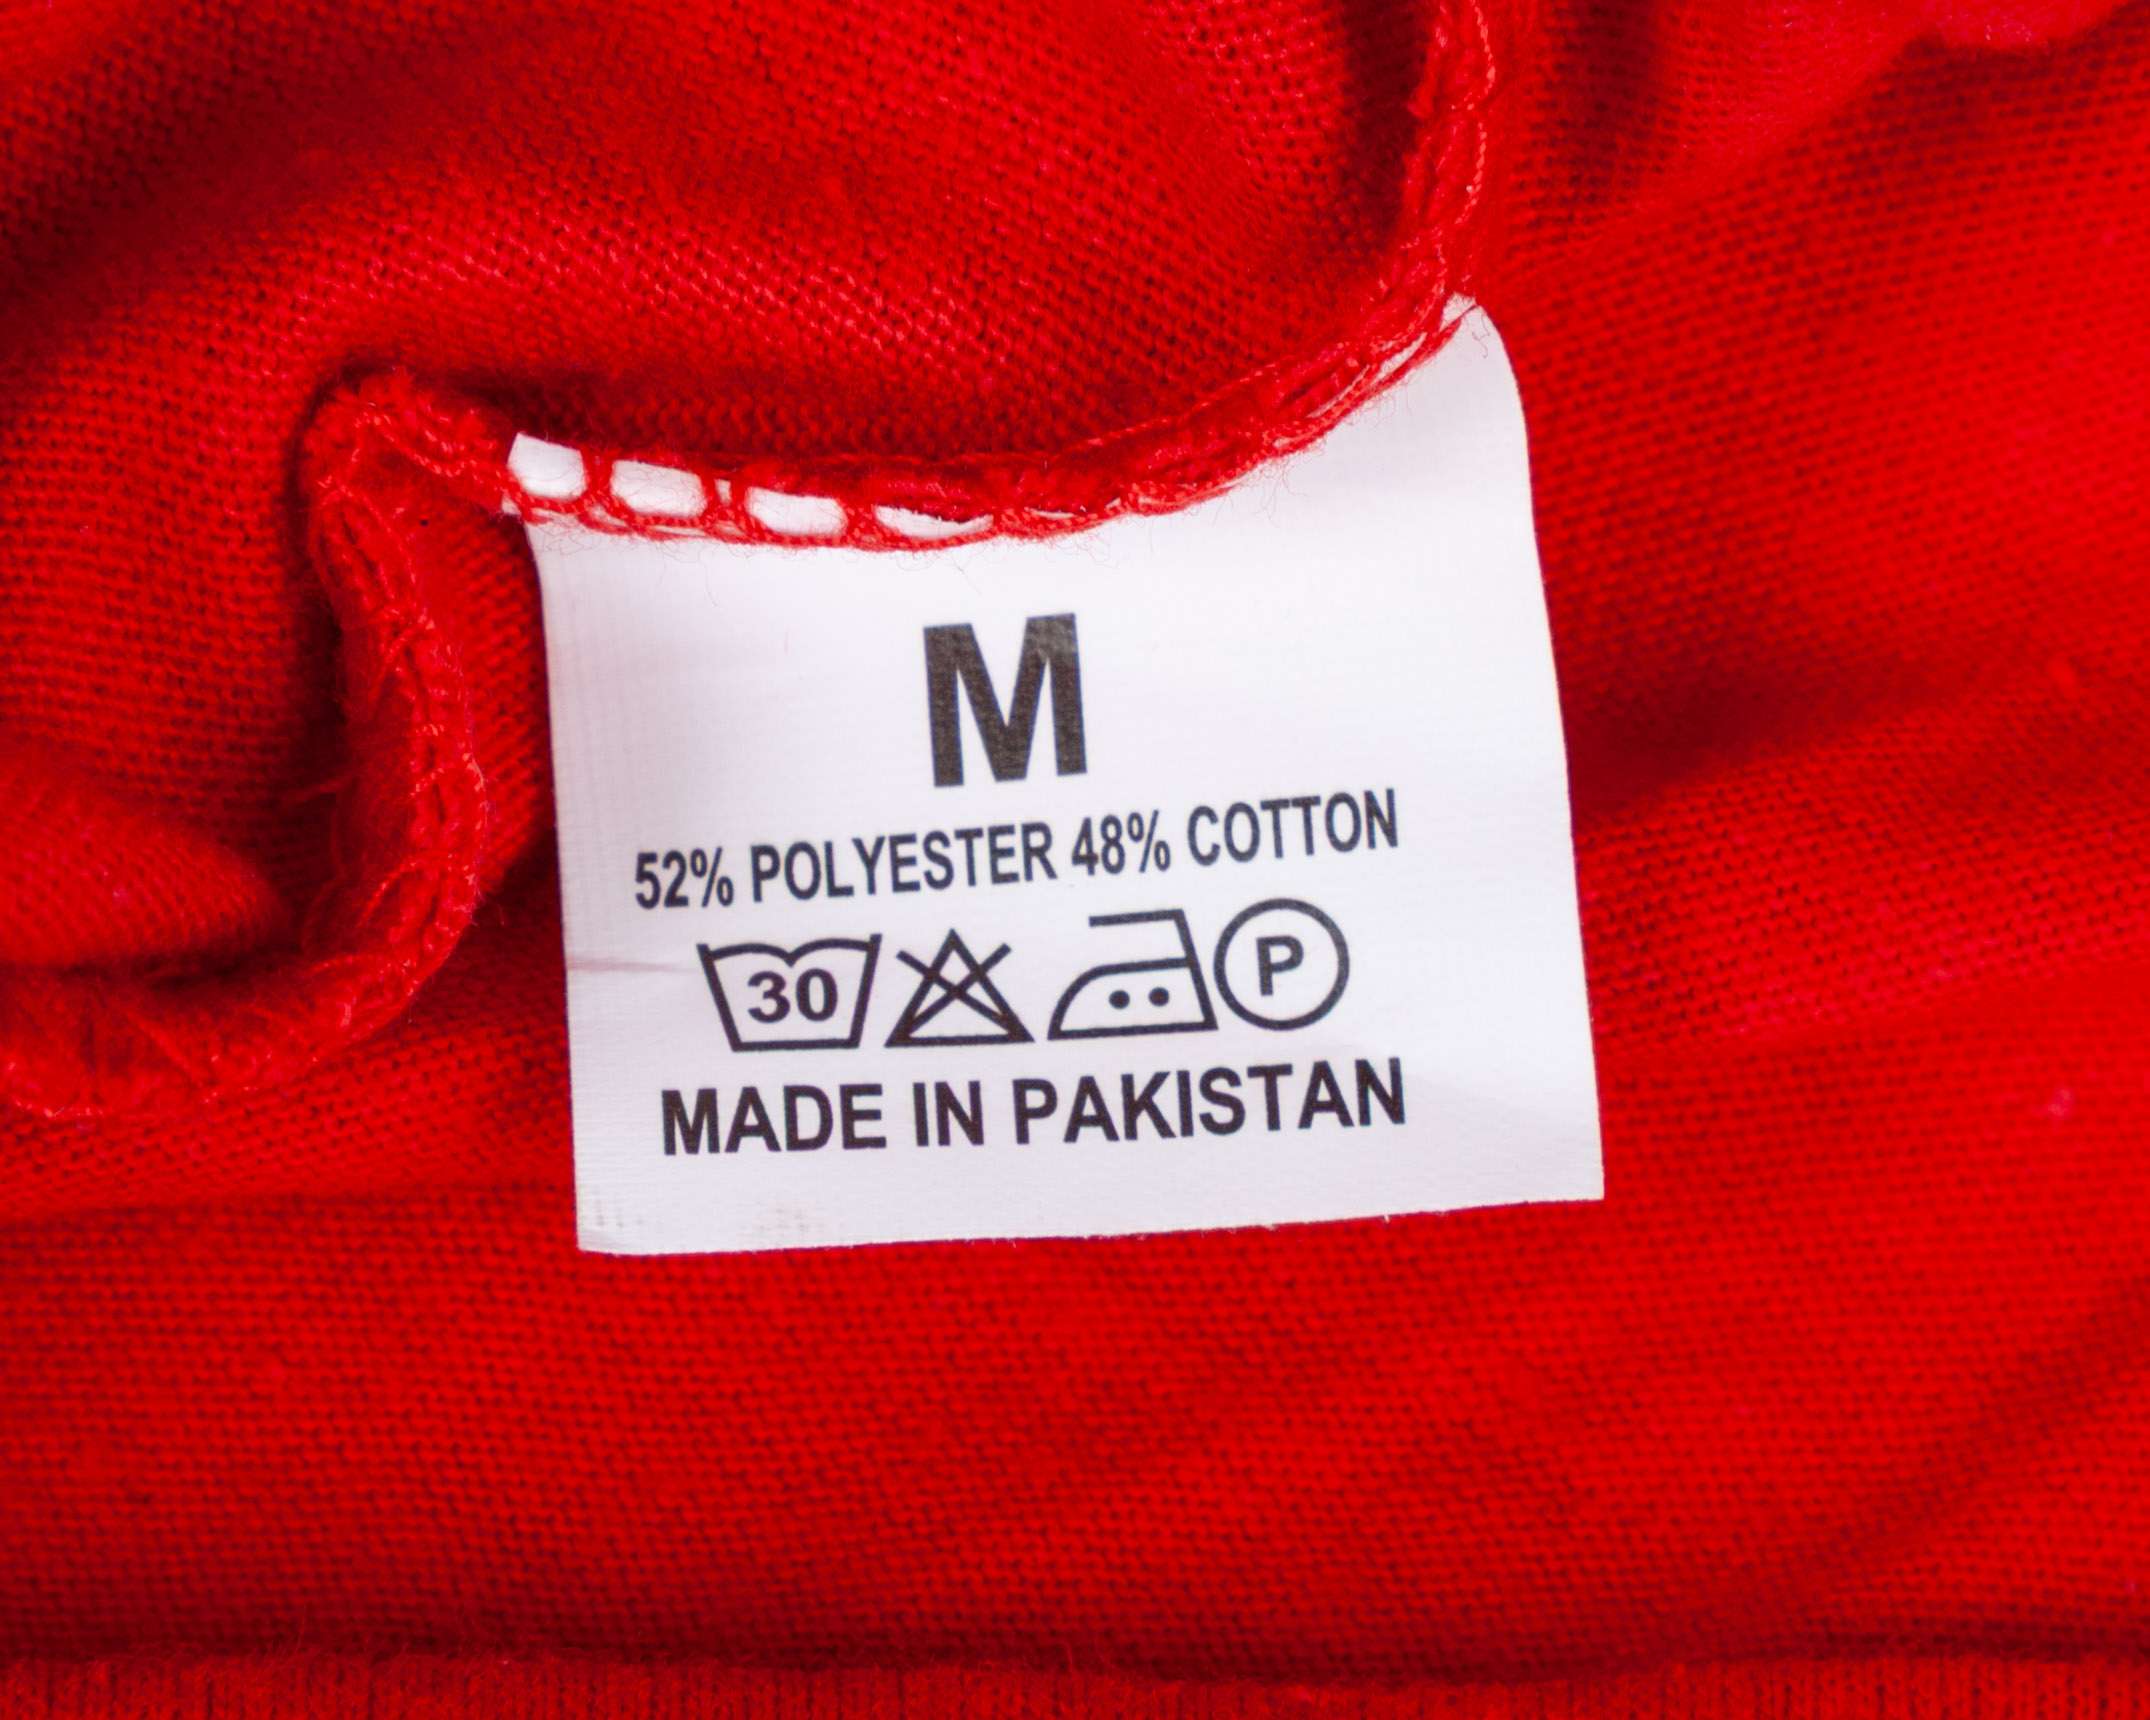 M
52% POLYESTER 48% COTTON
30 P
MADE IN PAKISTAN